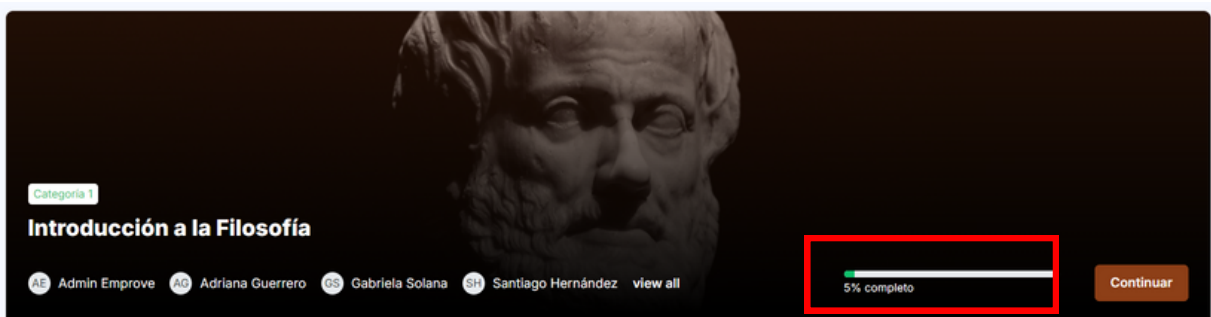 Categoría 1
Introducción a la Filosofía
AE Admin Emprove AG Adriana Guerrero GS Gabriela Solana SH Santiago Hernández view all
5% completo
Continuar